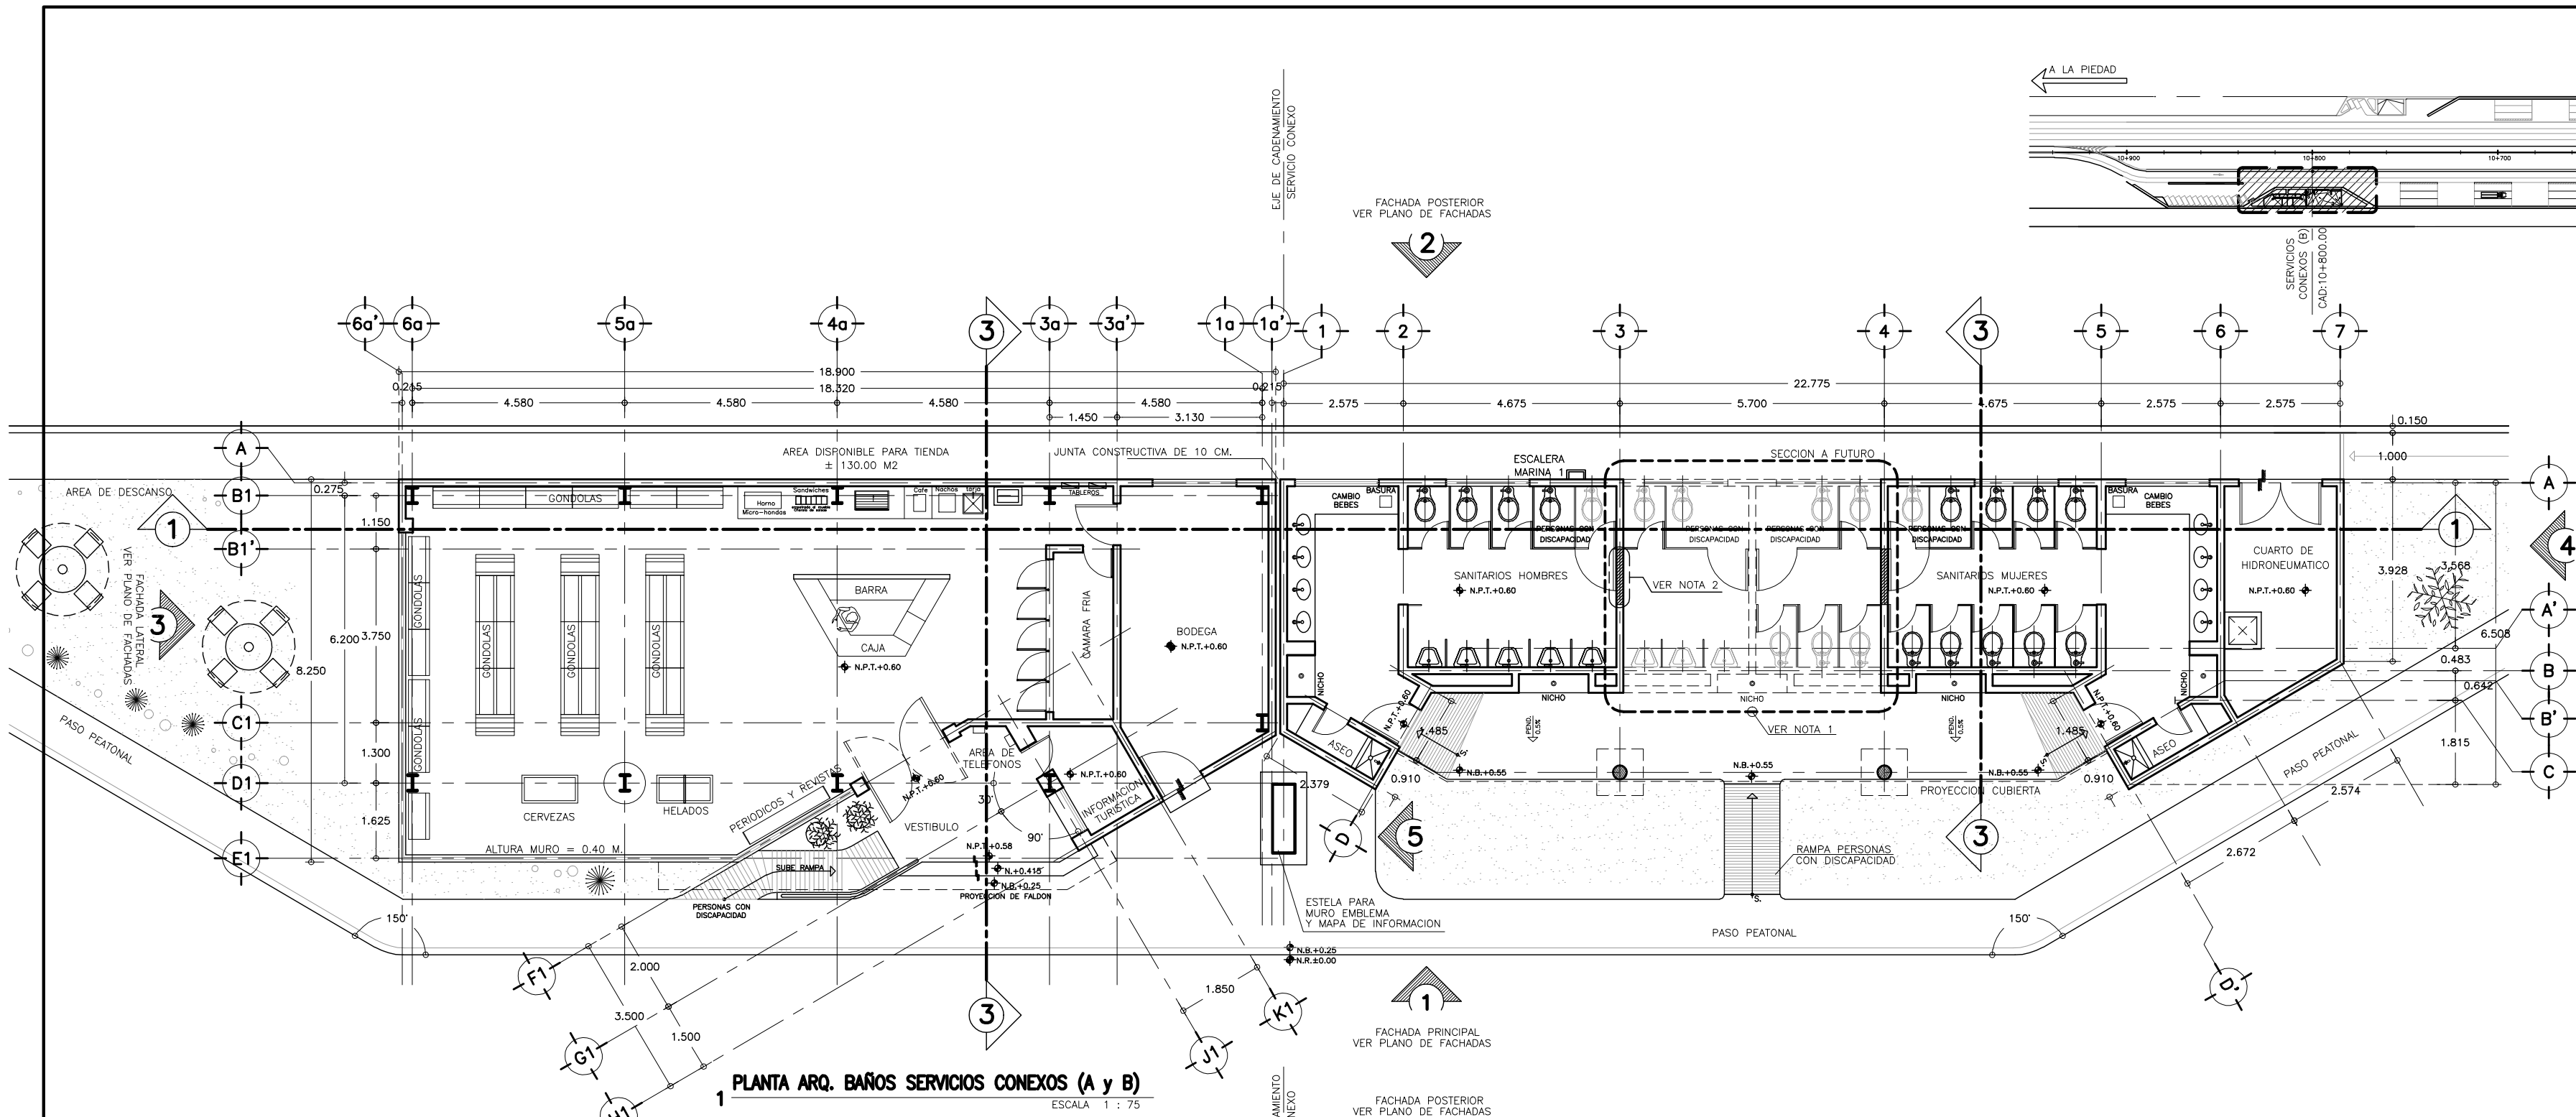 A LA PIEDAD
10+900
10+800
10+700
SERVICIOS
CONEXOS (B)
CAD:10+800.00
EJE DE CADENAMIENTO
SERVICIO CONEXO
FACHADA POSTERIOR
VER PLANO DE FACHADAS
2
6a'
6a
5a
4a
3
3a
3a'
1a
1a'
1
2
3
4
3
5
6
7
18.900
0.215
18.320
0.215
22.775
4.580
4.580
4.580
4.580
2.575
4.675
5.700
4.675
2.575
2.575
1.450
3.130
0.150
A
AREA DISPONIBLE PARA TIENDA
± 130.00 M2
JUNTA CONSTRUCTIVA DE 10 CM.
ESCALERA
MARINA 1
SECCION A FUTURO
1.000
AREA DE DESCANSO
B1
0.275
GONDOLAS
Horno
Micro-hondas
Sandwiches
Cafe
Nachos
tarja
TABLEROS
CAMBIO
BEBES
BASURA
BASURA
CAMBIO
BEBES
A
1
1.150
PERSONAS CON
DISCAPACIDAD
PERSONAS CON
DISCAPACIDAD
PERSONAS CON
DISCAPACIDAD
PERSONAS CON
DISCAPACIDAD
1
4
B1'
FACHADA LATERAL
VER PLANO DE FACHADAS
3
GONDOLAS
GONDOLAS
GONDOLAS
GONDOLAS
GONDOLAS
BARRA
CAJA
N.P.T.+0.60
CAMARA FRIA
BODEGA
N.P.T.+0.60
SANITARIOS HOMBRES
N.P.T.+0.60
VER NOTA 2
SANITARIOS MUJERES
N.P.T.+0.60
CUARTO DE
HIDRONEUMATICO
N.P.T.+0.60
3.928
3.568
A'
6.200
3.750
8.250
6.508
0.483
B
0.642
B'
1.815
C
NICHO
NICHO
NICHO
NICHO
NICHO
N.P.T.+0.60
N.P.T.+0.60
PASO PEATONAL
C1
1.300
D1
1.625
E1
AREA DE
TELEFONOS
N.P.T.+0.60
N.P.T.+0.60
ASEO
1.485
S.
PEND.
0.5%
VER NOTA 1
PEND.
0.5%
1.485
S.
ASEO
PASO PEATONAL
N.B.+0.55
N.B.+0.55
N.B.+0.55
0.910
0.910
CERVEZAS
HELADOS
PERIODICOS Y REVISTAS
VESTIBULO
30°
90°
INFORMACION
TURISTICA
2.379
D
5
PROYECCION CUBIERTA
2.574
3
ALTURA MURO = 0.40 M.
N.P.T.+0.58
SUBE RAMPA
N.+0.415
N.B.+0.25
PROYECCION DE FALDON
PERSONAS CON
DISCAPACIDAD
RAMPA PERSONAS
CON DISCAPACIDAD
S.
2.672
ESTELA PARA
MURO EMBLEMA
Y MAPA DE INFORMACION
150°
150°
PASO PEATONAL
N.B.+0.25
N.R.±0.00
F1
2.000
3.500
1.500
G1
H1
3
1.850
K1
J1
D'
1
FACHADA PRINCIPAL
VER PLANO DE FACHADAS
1
PLANTA ARQ. BAÑOS SERVICIOS CONEXOS (A y B)
ESCALA 1 : 75
FACHADA POSTERIOR
VER PLANO DE FACHADAS